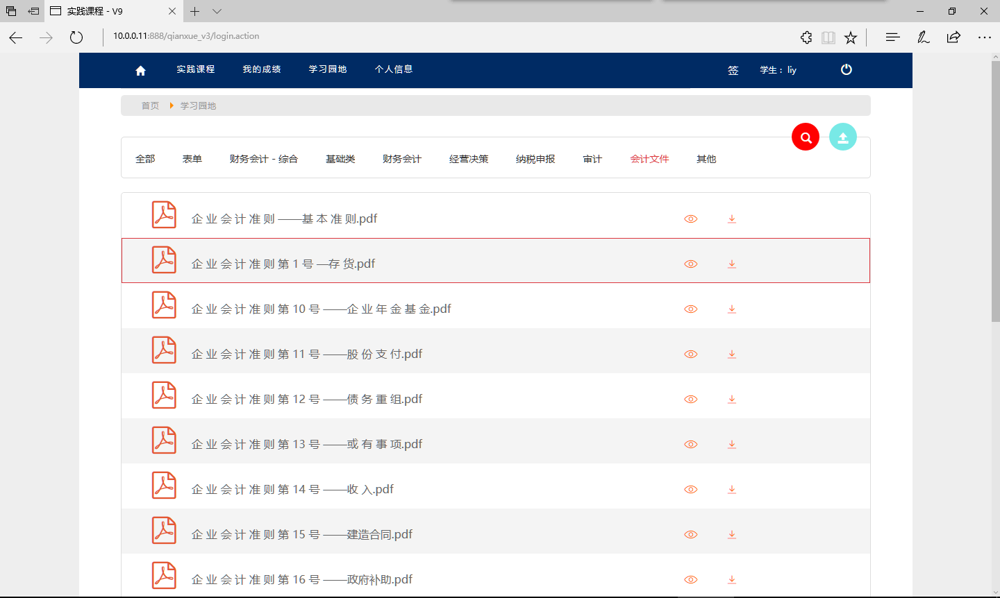 实践课程 - V9
10.0.0.11:888/qianxue_v3/login.action
实践课程 我的成绩 学习园地 个人信息 签 学生： liy
首页 学习园地
全部 表单 财务会计 - 综合 基础类 财务会计 经营决策 纳税申报 审计 会计文件 其他
企 业 会 计 准 则 ——基 本 准 则.pdf
企 业 会 计 准 则 第 1 号 —存 货.pdf
企 业 会 计 准 则 第 10 号 ——企 业 年 金 基 金.pdf
企 业 会 计 准 则 第 11 号 ——股 份 支 付.pdf
企 业 会 计 准 则 第 12 号 ——债 务 重 组.pdf
企 业 会 计 准 则 第 13 号 ——或 有 事 项.pdf
企 业 会 计 准 则 第 14 号 ——收 入.pdf
企 业 会 计 准 则 第 15 号 ——建造合同.pdf
企 业 会 计 准 则 第 16 号 ——政府补助.pdf